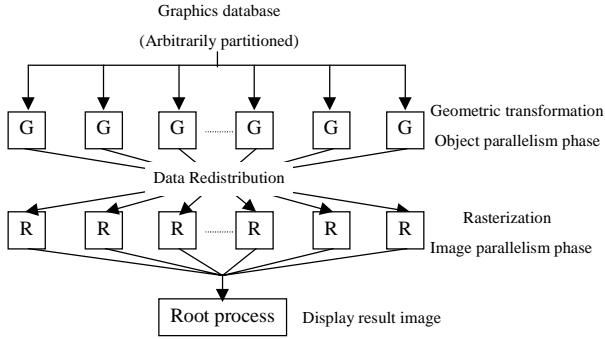 Graphics database
(Arbitrarily partitioned)
G G G ............ G G G
Geometric transformation
Object parallelism phase
Data Redistribution
R R R ............ R R R
Rasterization
Image parallelism phase
Root process
Display result image